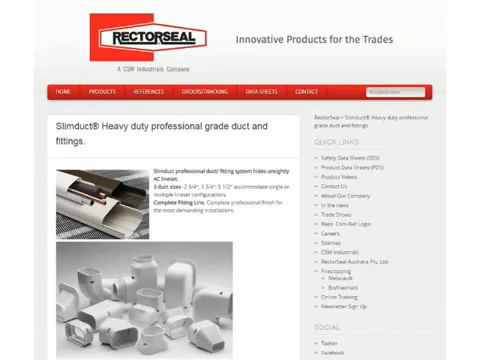 RECTORSEAL
A CSW Industrials Company
Innovative Products for the Trades
HOME PRODUCTS REFERENCES ORDERS/TRACKING DATA SHEETS CONTACT
search here...
Slimduct® Heavy duty professional grade duct and
fittings.
Slimduct professional duct/ fitting system hides unsightly
AC lineset.
3 duct sizes -2 3/4", 3 3/4", 5 1/2" accommodate single or
multiple lineset configurations.
Complete Fitting Line. Complete professional finish for
the most demanding installations.
RectorSeal > Slimduct® Heavy duty professional
grade duct and fittings.
QUICK LINKS
Safety Data Sheets (SDS)
Product Data Sheets (PDS)
Product Videos
Contact Us
About Our Company
In the news
Trade Shows
Reps. Com-Net Login
Careers
Sitemap
CSW Industrials
RectorSeal Australia Pty. Ltd.
Firestopping
Metacaulk
Biofireshield
Online Training
Newsletter Sign Up
SOCIAL
Twitter
Facebook